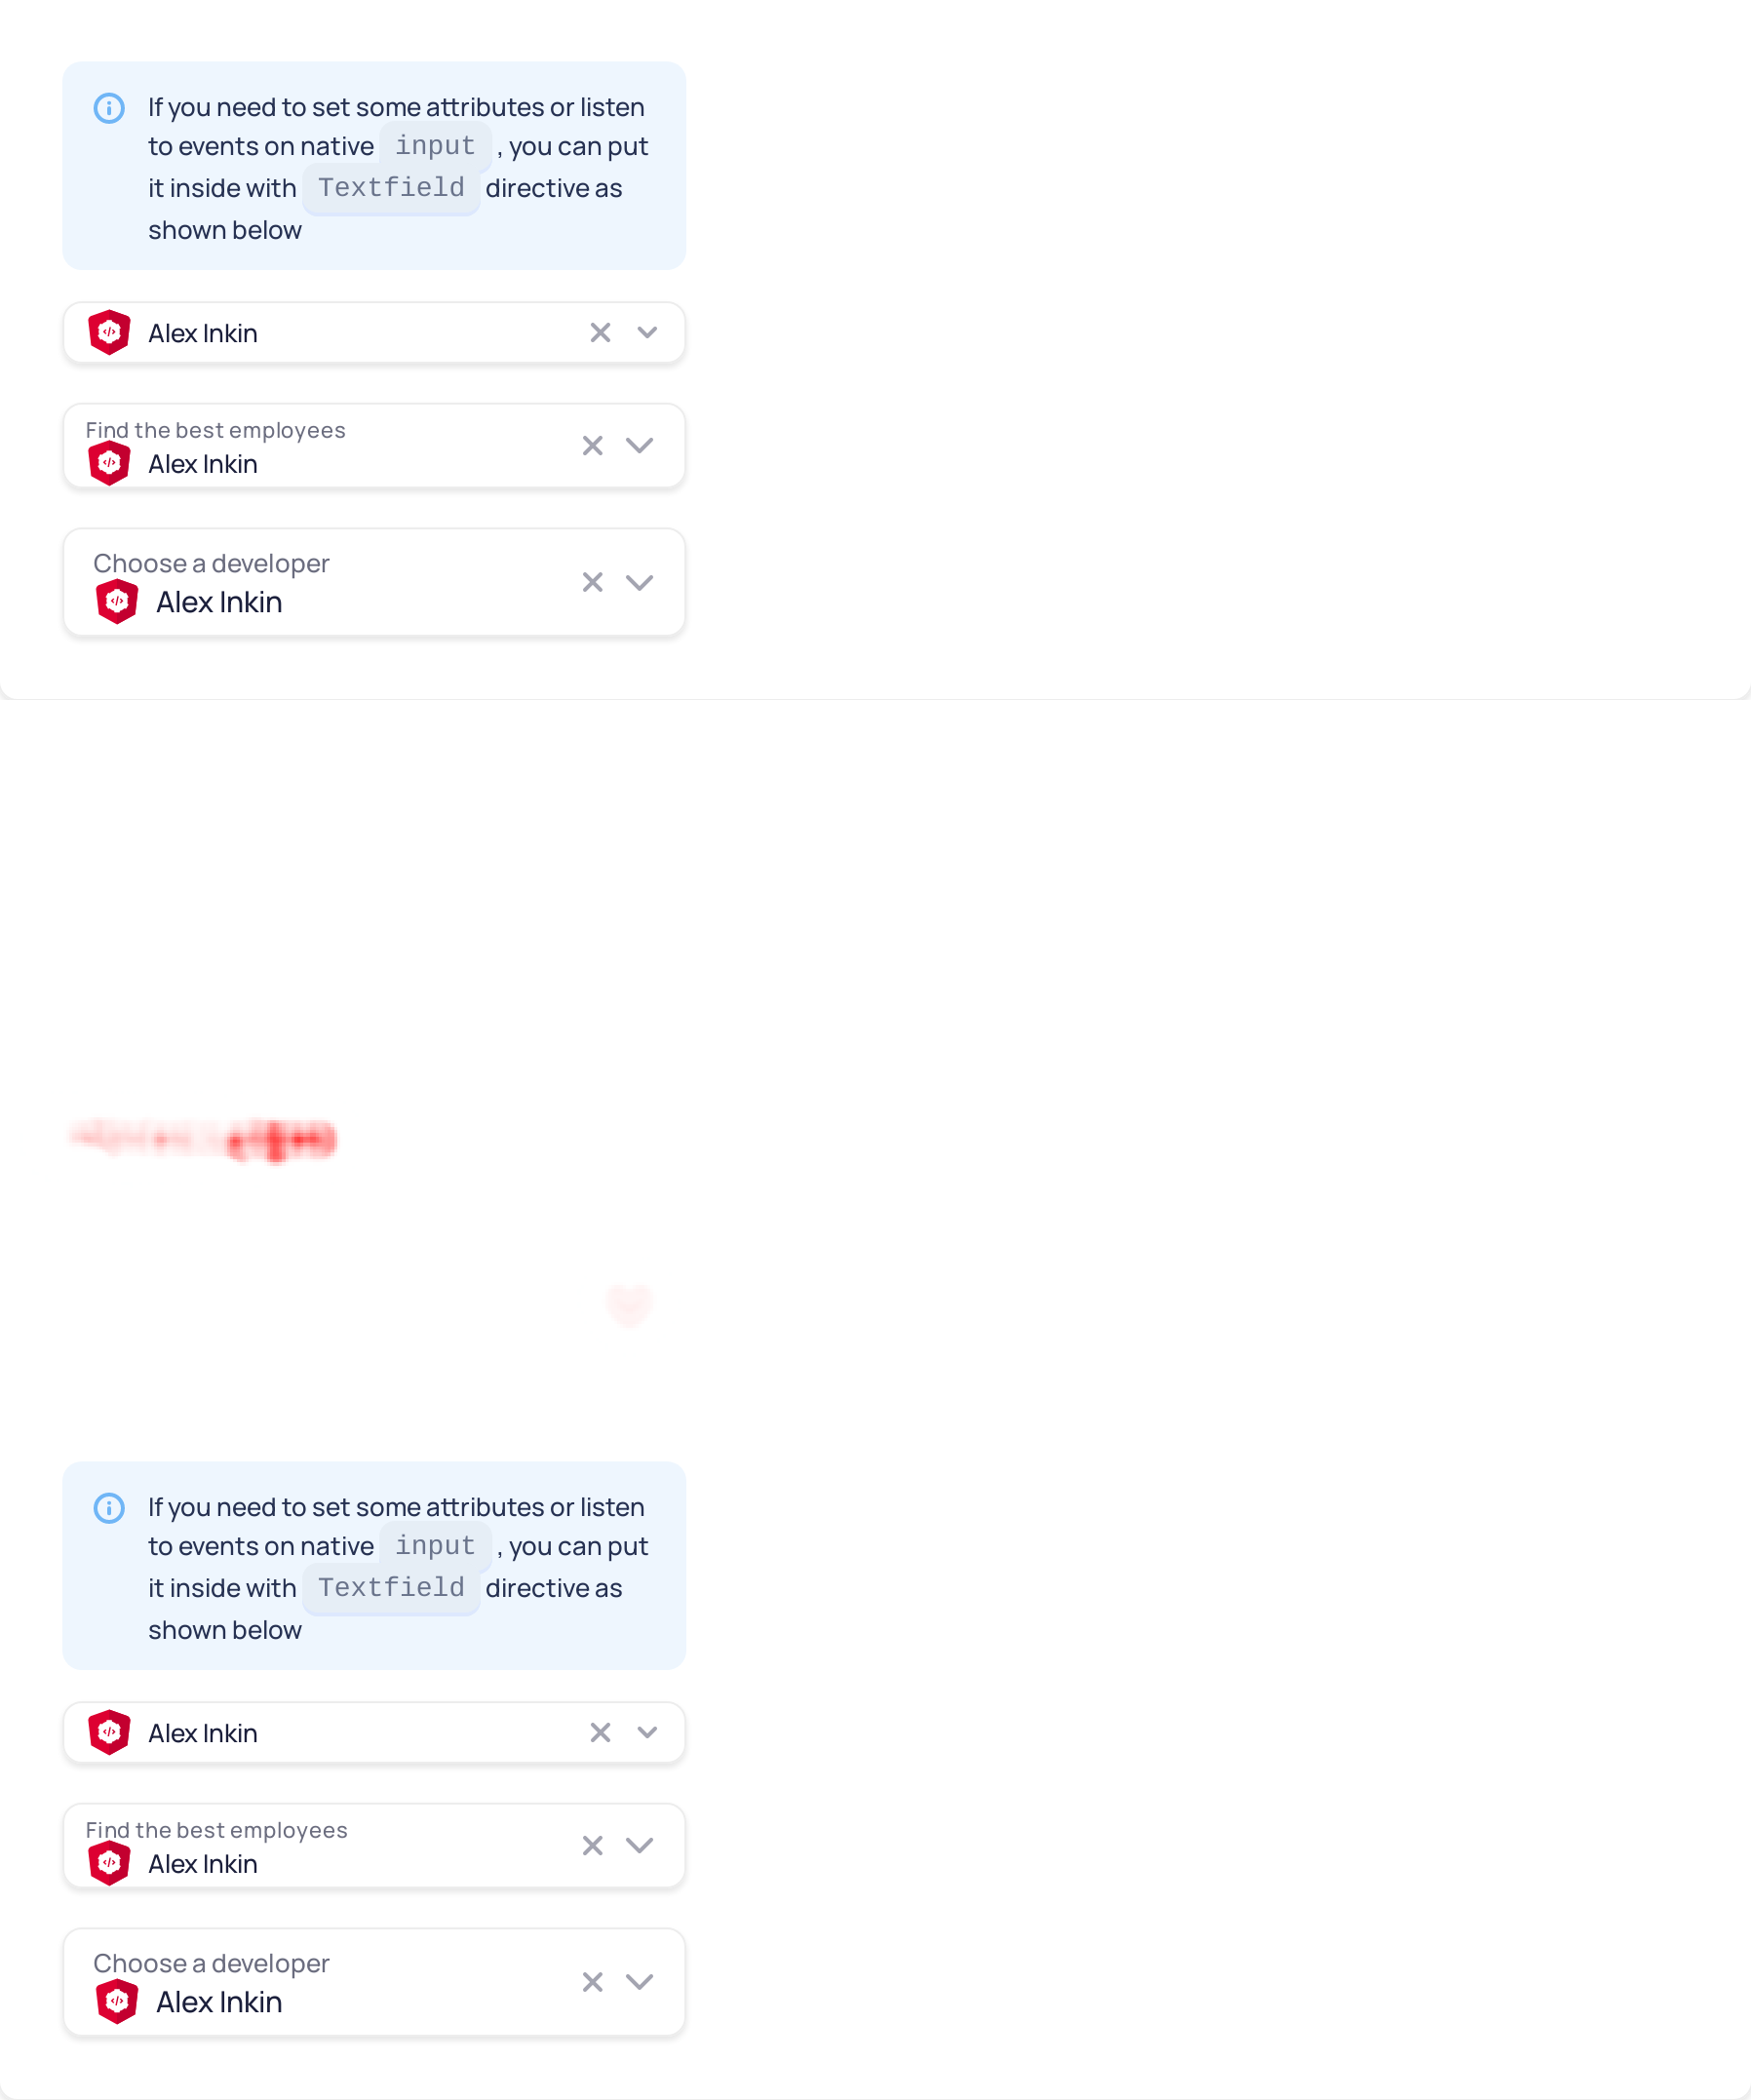 If you need to set some attributes or listen
to events on native input , you can put
it inside with Textfield directive as
shown below
Alex Inkin
Find the best employees
Alex Inkin
Choose a developer
Alex Inkin
If you need to set some attributes or listen
to events on native input , you can put
it inside with Textfield directive as
shown below
Alex Inkin
Find the best employees
Alex Inkin
Choose a developer
Alex Inkin